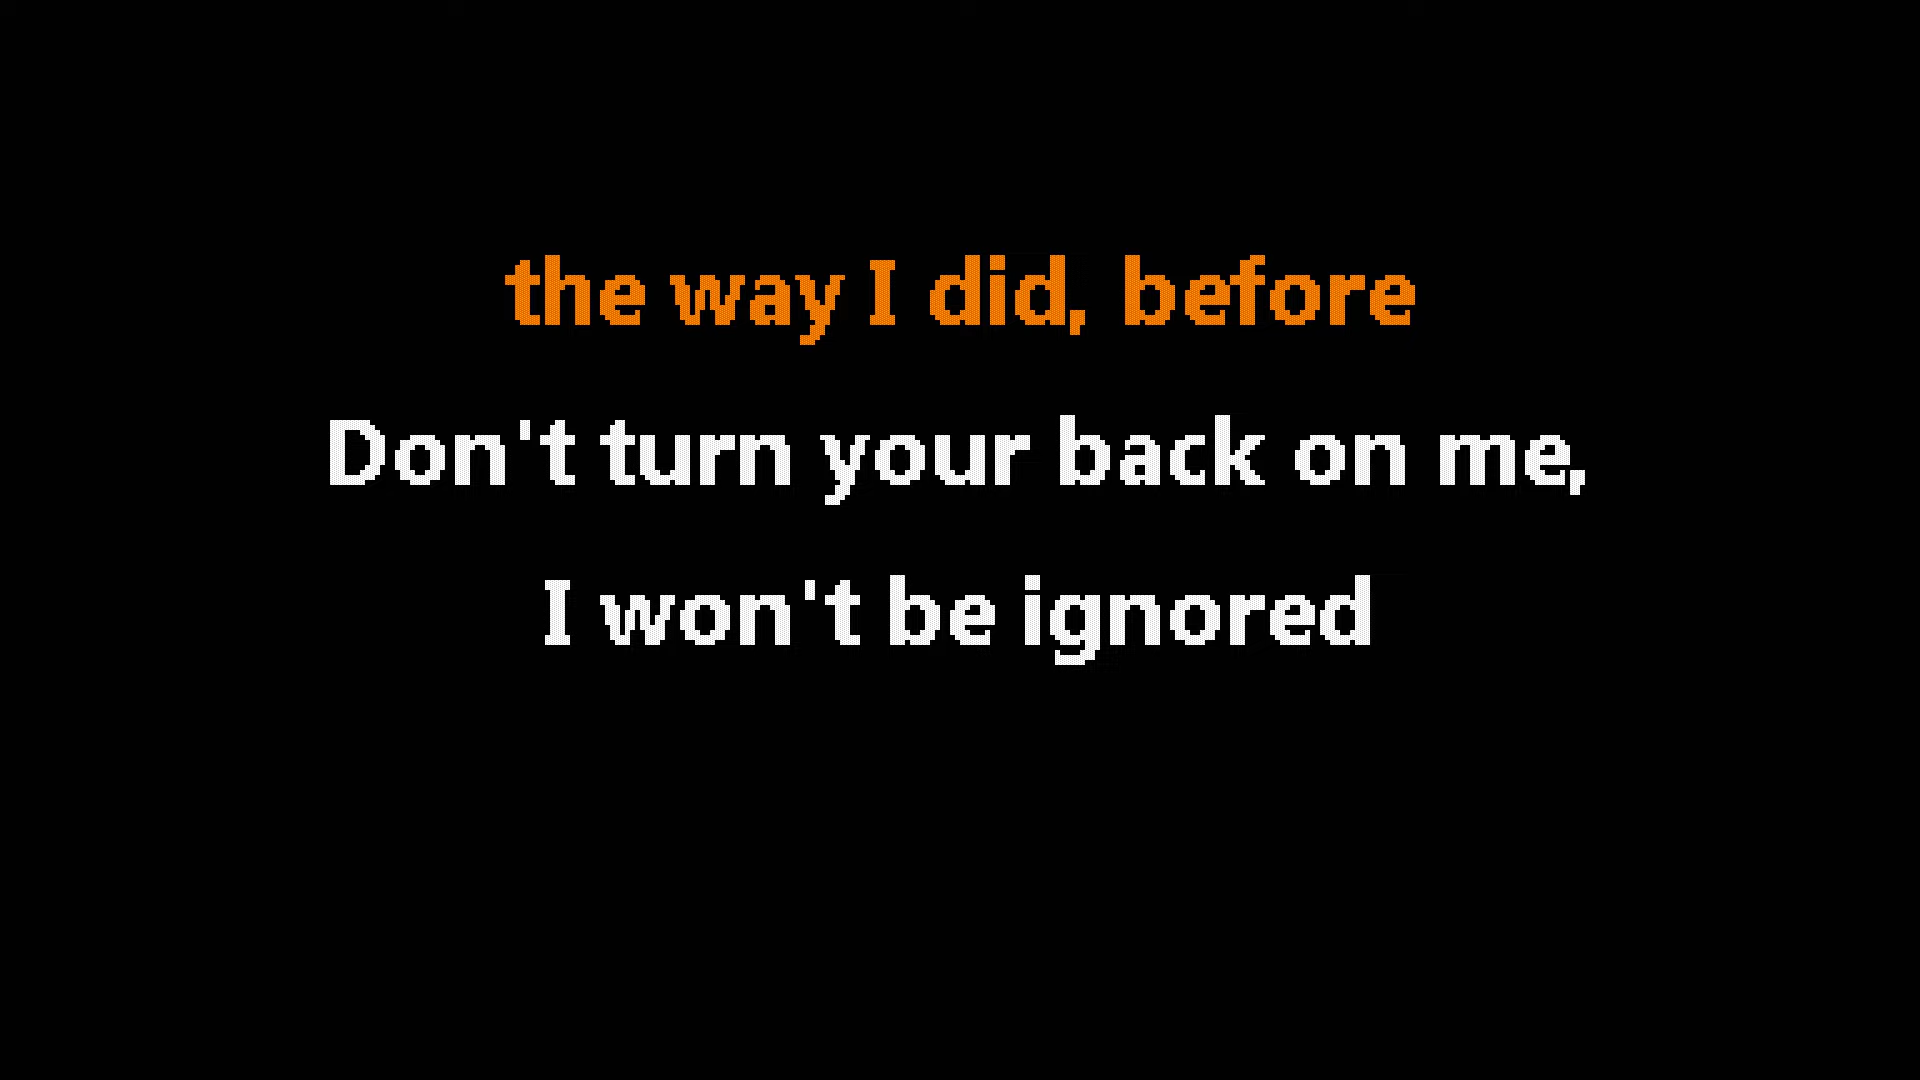 the way I did, before
Don't turn your back on me,
I won't be ignored